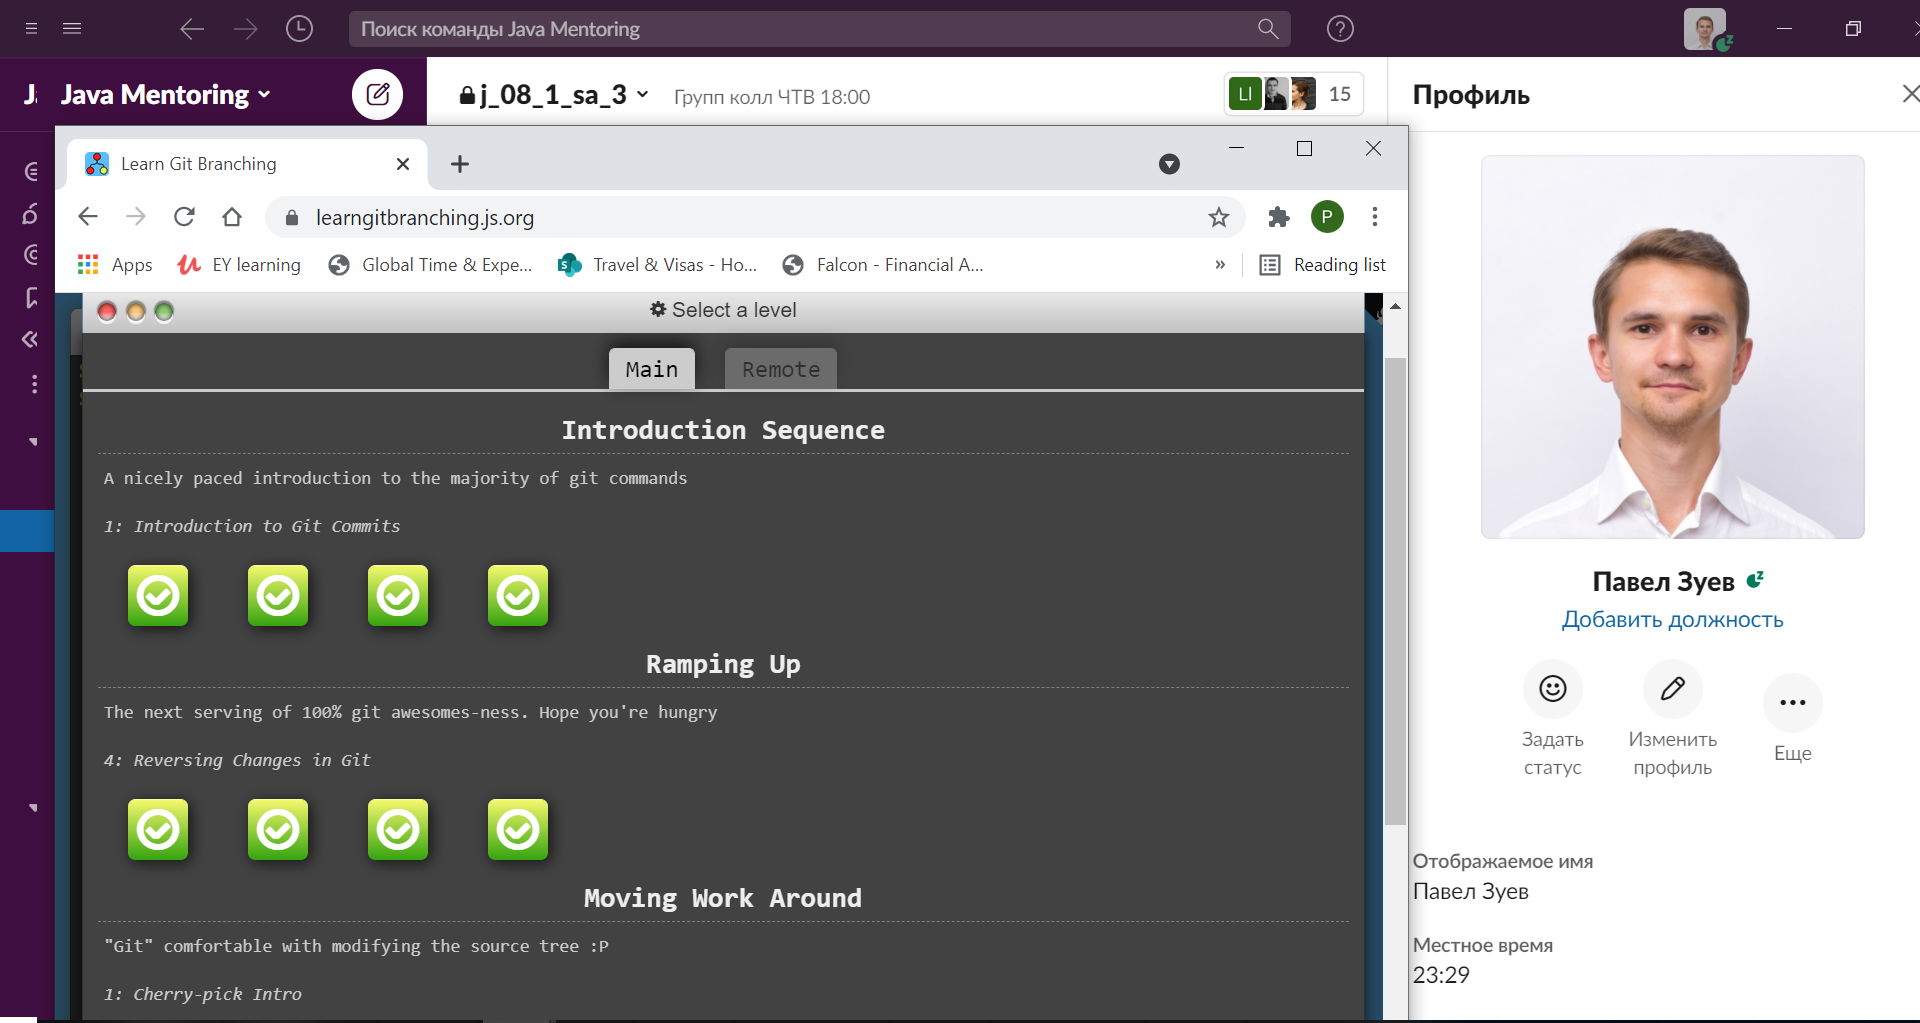 Поиск команды Java Mentoring
Java Mentoring
j_08_1_sa_3
Групп колл ЧТВ 18:00
LI
15
Профиль
Learn Git Branching
learngitbranching.js.org
P
Apps
EY learning
Global Time & Expe...
Travel & Visas - Ho...
Falcon - Financial A...
»
Reading list
Select a level
Main
Remote
Introduction Sequence
A nicely paced introduction to the majority of git commands
1: Introduction to Git Commits
Ramping Up
The next serving of 100% git awesomes-ness. Hope you're hungry
4: Reversing Changes in Git
Moving Work Around
"Git" comfortable with modifying the source tree :P
1: Cherry-pick Intro
Павел Зуев
Добавить должность
Задать
статус
Изменить
профиль
Еще
Отображаемое имя
Павел Зуев
Местное время
23:29